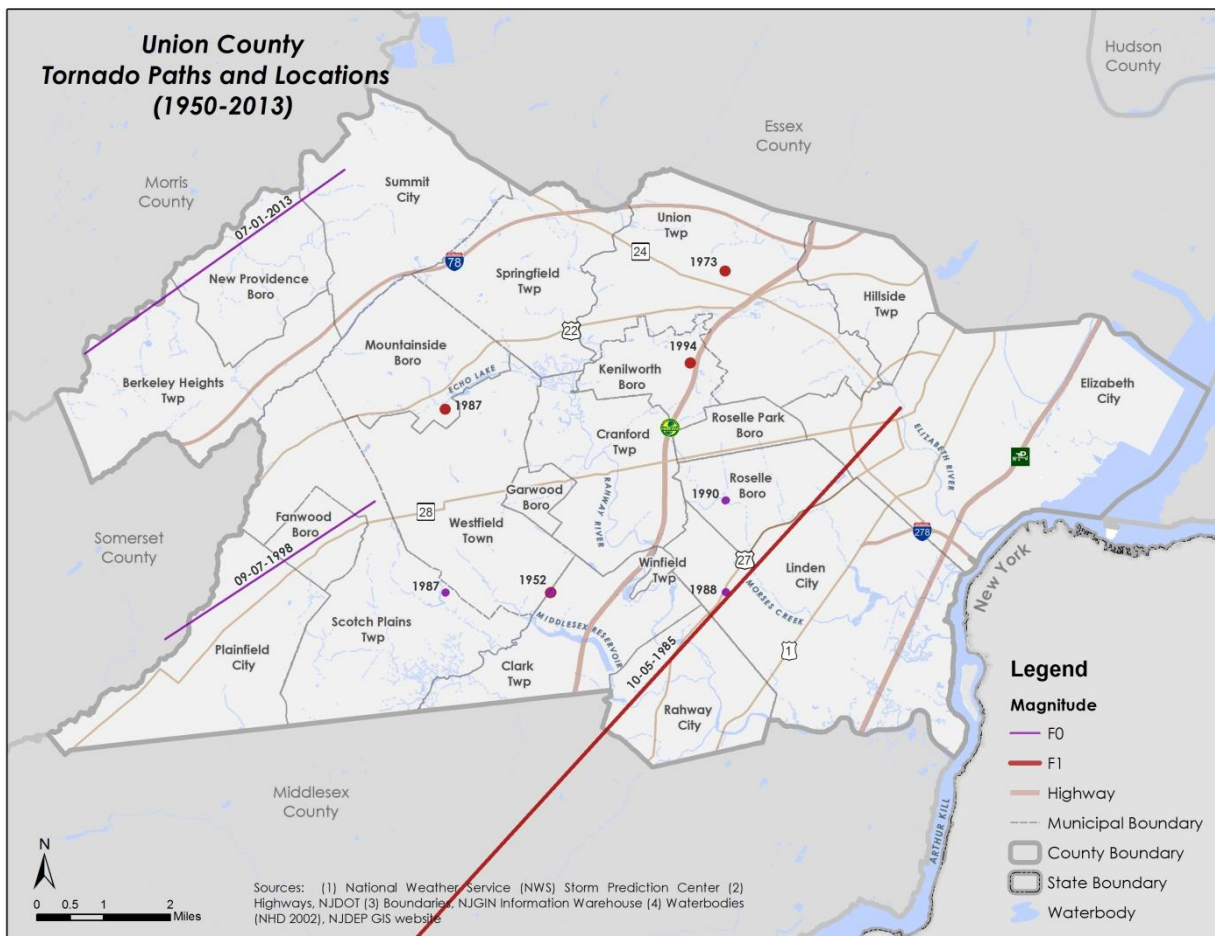 Union County
Tornado Paths and Locations
(1950-2013)
Hudson
County
Essex
County
Morris
County
Summit
City
07-01-2013
Union
Twp
24
1973
78
New Providence
Boro
Springfield
Twp
Hillside
Twp
22
Mountainside
Boro
1994
Kenilworth
Boro
Berkeley Heights
Twp
ECHO LAKE
Elizabeth
City
1987
Roselle Park
Boro
Cranford
Twp
ELIZABETH RIVER
Garwood
Boro
RAHWAY RIVER
Roselle
Boro
1990
28
Fanwood
Boro
Westfield
Town
278
Somerset
County
09-07-1998
Winfield
Twp
27
Linden
City
New York
1987
1952
1988
MORSES CREEK
Scotch Plains
Twp
MIDDLESEX RESERVOIR
Plainfield
City
Clark
Twp
10-05-1985
1
Rahway
City
Middlesex
County
ARTHUR KILL
Legend
Magnitude
F0
F1
Highway
Municipal Boundary
County Boundary
State Boundary
Waterbody
N
0 0.5 1 2
Miles
Sources: (1) National Weather Service (NWS) Storm Prediction Center (2)
Highways, NJDOT (3) Boundaries, NJGIN Information Warehouse (4) Waterbodies
(NHD 2002), NJDEP GIS website